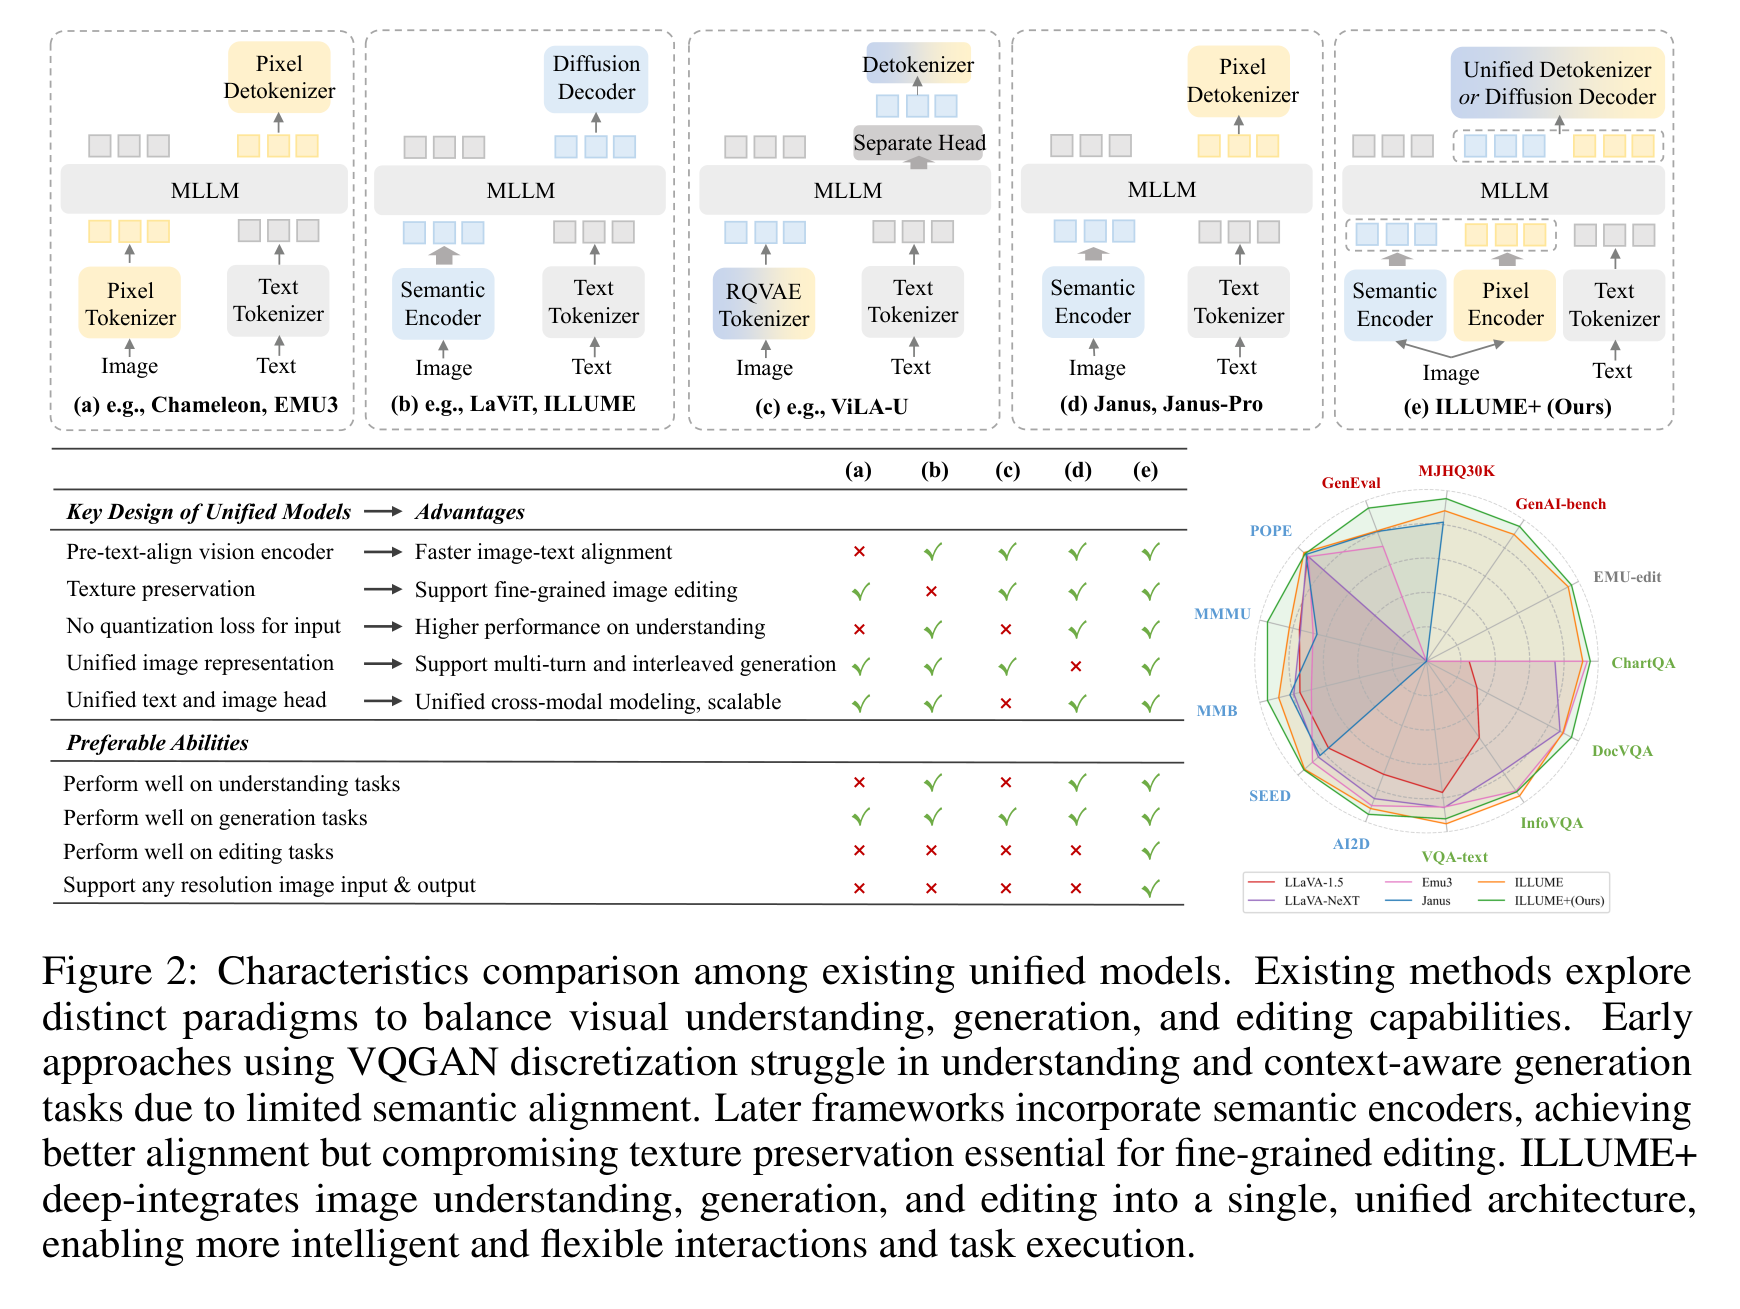 Pixel
Detokenizer
MLLM
Pixel
Tokenizer
Text
Tokenizer
Image
Text
(a) e.g., Chameleon, EMU3
Diffusion
Decoder
MLLM
Semantic
Encoder
Text
Tokenizer
Image
Text
(b) e.g., LaViT, ILLUME
Detokenizer
Separate Head
MLLM
RQVAE
Tokenizer
Text
Tokenizer
Image
Text
(c) e.g., ViLA-U
Pixel
Detokenizer
MLLM
Semantic
Encoder
Text
Tokenizer
Image
Text
(d) Janus, Janus-Pro
Unified Detokenizer
or Diffusion Decoder
MLLM
Semantic
Encoder
Pixel
Encoder
Text
Tokenizer
Image
Text
(e) ILLUME+ (Ours)
(a) (b) (c) (d) (e)
Key Design of Unified Models → Advantages
Pre-text-align vision encoder → Faster image-text alignment ✗ ✓ ✓ ✓ ✓
Texture preservation → Support fine-grained image editing ✓ ✗ ✓ ✓ ✓
No quantization loss for input → Higher performance on understanding ✗ ✓ ✗ ✓ ✓
Unified image representation → Support multi-turn and interleaved generation ✓ ✓ ✓ ✗ ✓
Unified text and image head → Unified cross-modal modeling, scalable ✓ ✓ ✗ ✓ ✓
Preferable Abilities
Perform well on understanding tasks ✗ ✓ ✗ ✓ ✓
Perform well on generation tasks ✓ ✓ ✓ ✓ ✓
Perform well on editing tasks ✗ ✗ ✗ ✗ ✓
Support any resolution image input & output ✗ ✗ ✗ ✗ ✓
MJHQ30K
GenEval
GenAI-bench
POPE
EMU-edit
MMMU
ChartQA
MMB
DocVQA
SEED
InfoVQA
AI2D
VQA-text
LLaVA-1.5 Emu3 ILLUME
LLaVA-NeXT Janus ILLUME+(Ours)
Figure 2: Characteristics comparison among existing unified models. Existing methods explore
distinct paradigms to balance visual understanding, generation, and editing capabilities. Early
approaches using VQGAN discretization struggle in understanding and context-aware generation
tasks due to limited semantic alignment. Later frameworks incorporate semantic encoders, achieving
better alignment but compromising texture preservation essential for fine-grained editing. ILLUME+
deep-integrates image understanding, generation, and editing into a single, unified architecture,
enabling more intelligent and flexible interactions and task execution.